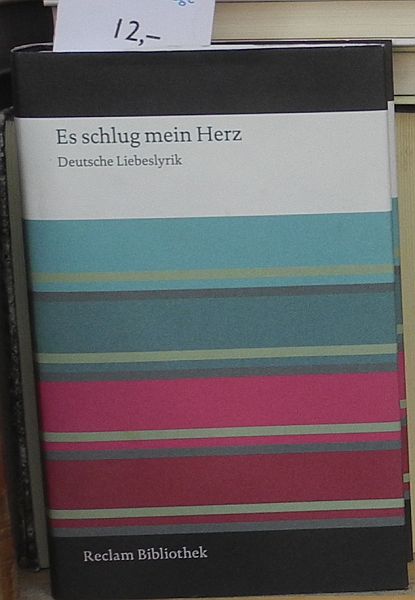 12,-
Es schlug mein Herz
Deutsche Liebeslyrik
Reclam Bibliothek